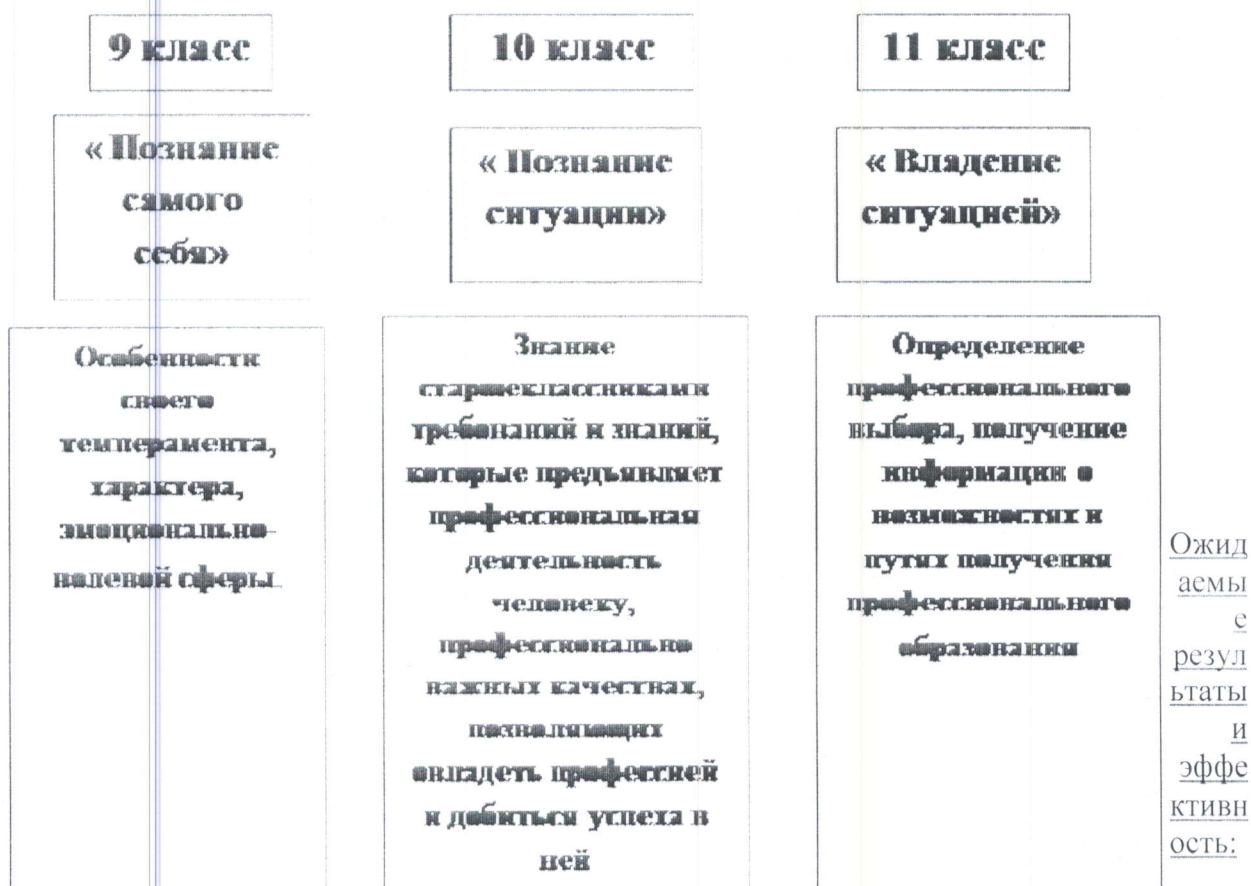 9 класс
10 класс
11 класс
« Познание
самого
себя»
« Познание
ситуации»
« Владение
ситуацией»
Особенности
своего
темперамента,
характера,
эмоционально-
волевой сферы
Знание
старшеклассниками
требований и знаний,
которые предъявляет
профессиональная
деятельность
человеку,
профессионально
важных качествах,
позволяющих
овладеть профессией
и добиться успеха в
ней
Определение
профессионального
выбора, получение
информации о
возможностях и
путях получения
профессионального
образования
Ожид
аемы
е
резул
ьтаты
и
эффе
ктивн
ость: